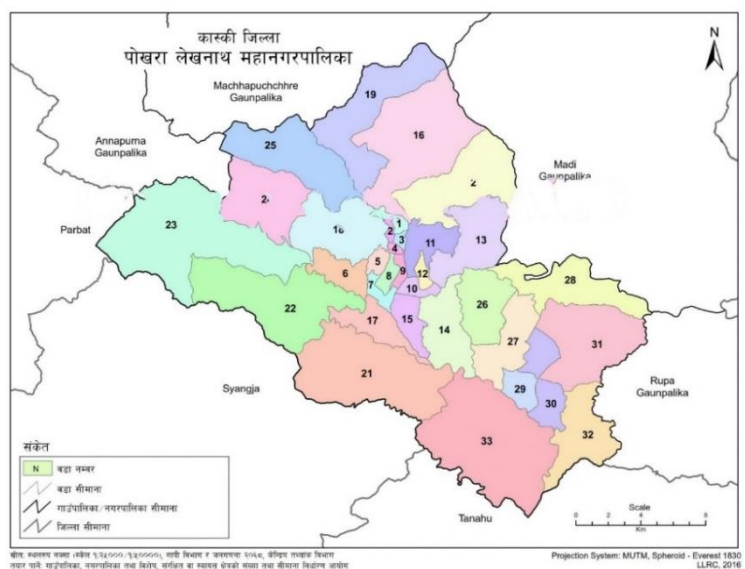 कास्की जिल्ला
पोखरा लेखनाथ महानगरपालिका
N
Machhapuchchhre
Gaunpalika
Annapurna
Gaunpalika
Madi
Gaunpalika
Parbat
Syangja
Rupa
Gaunpalika
Tanahu
19
16
25
2
2
23
18
1
2
3
4
11
13
5
6
7
8
9
10
12
28
22
26
17
15
14
27
31
21
29
30
33
32
संकेत
N वडा नम्बर
वडा सीमाना
गाउँपालिका/नगरपालिका सीमाना
जिल्ला सीमाना
Scale
0 2 4 8
Km
Projection System: MUTM, Spheroid - Everest 1830
LLRC, 2016